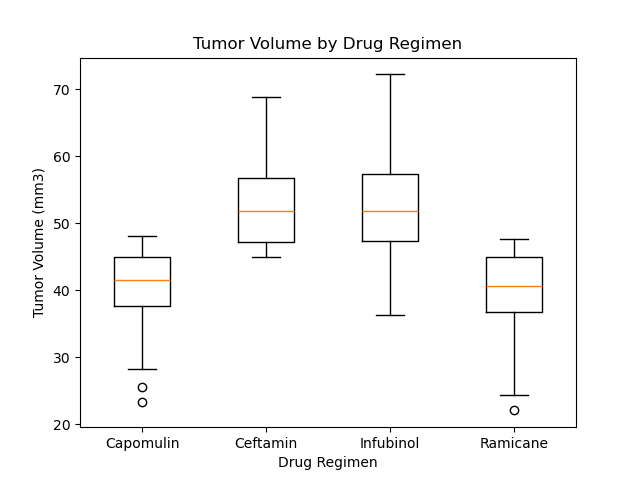 Tumor Volume by Drug Regimen
Tumor Volume (mm3)
70
60
50
40
30
20
Capomulin Ceftamin Infubinol Ramicane
Drug Regimen